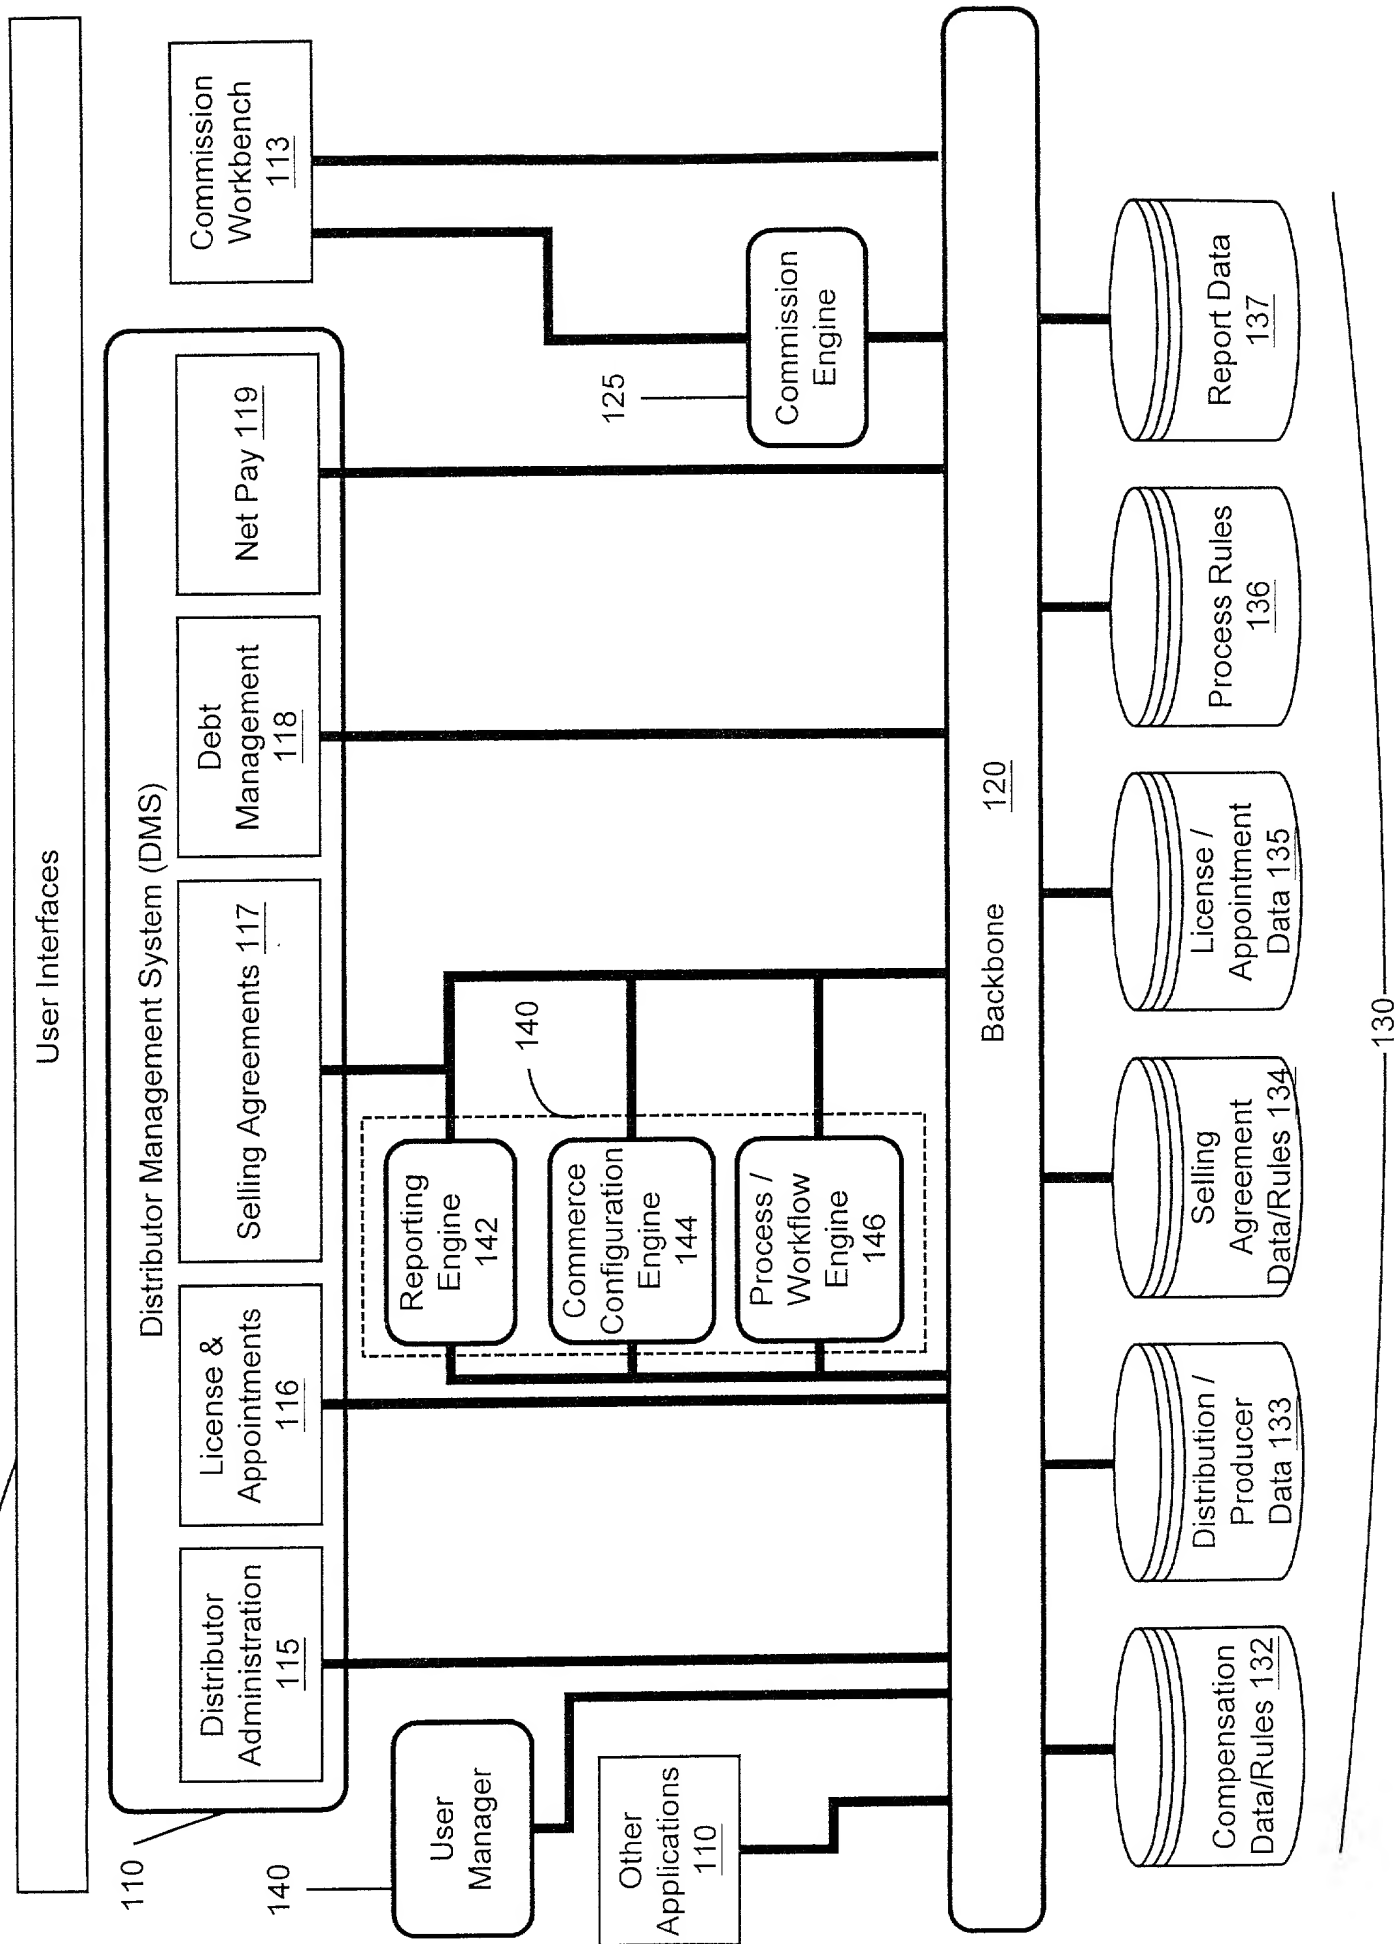 User Interfaces
Distributor Management System (DMS)
110
Distributor
Administration
115
License &
Appointments
116
Selling Agreements 117
Debt
Management
118
Net Pay 119
Commission
Workbench
113
140
User
Manager
Other
Applications
110
Reporting
Engine
142
Commerce
Configuration
Engine
144
Process /
Workflow
Engine
146
140
125
Commission
Engine
Backbone 120
Compensation
Data/Rules 132
Distribution /
Producer
Data 133
Selling
Agreement
Data/Rules 134
License /
Appointment
Data 135
Process Rules
136
Report Data
137
130